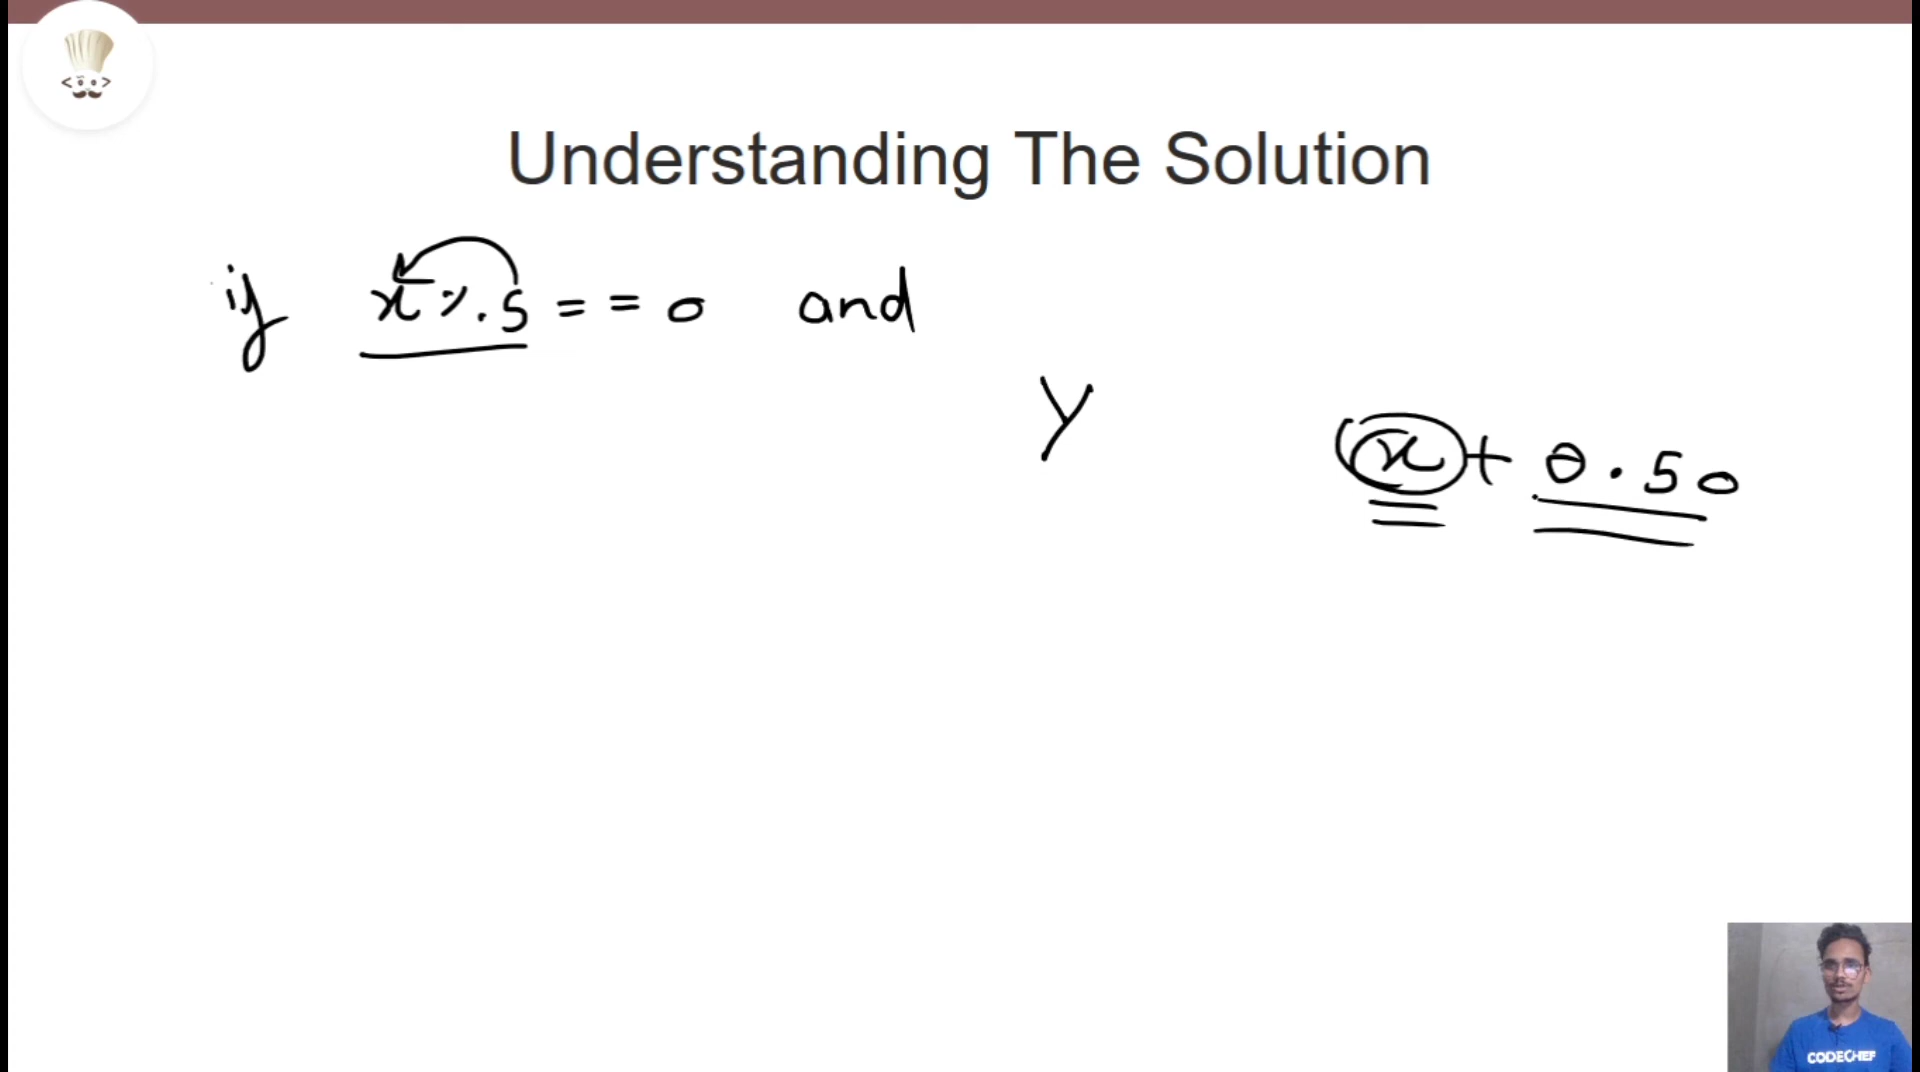 Understanding The Solution
if x % 5 == 0 and
y
x + 0.50
CODECHEF